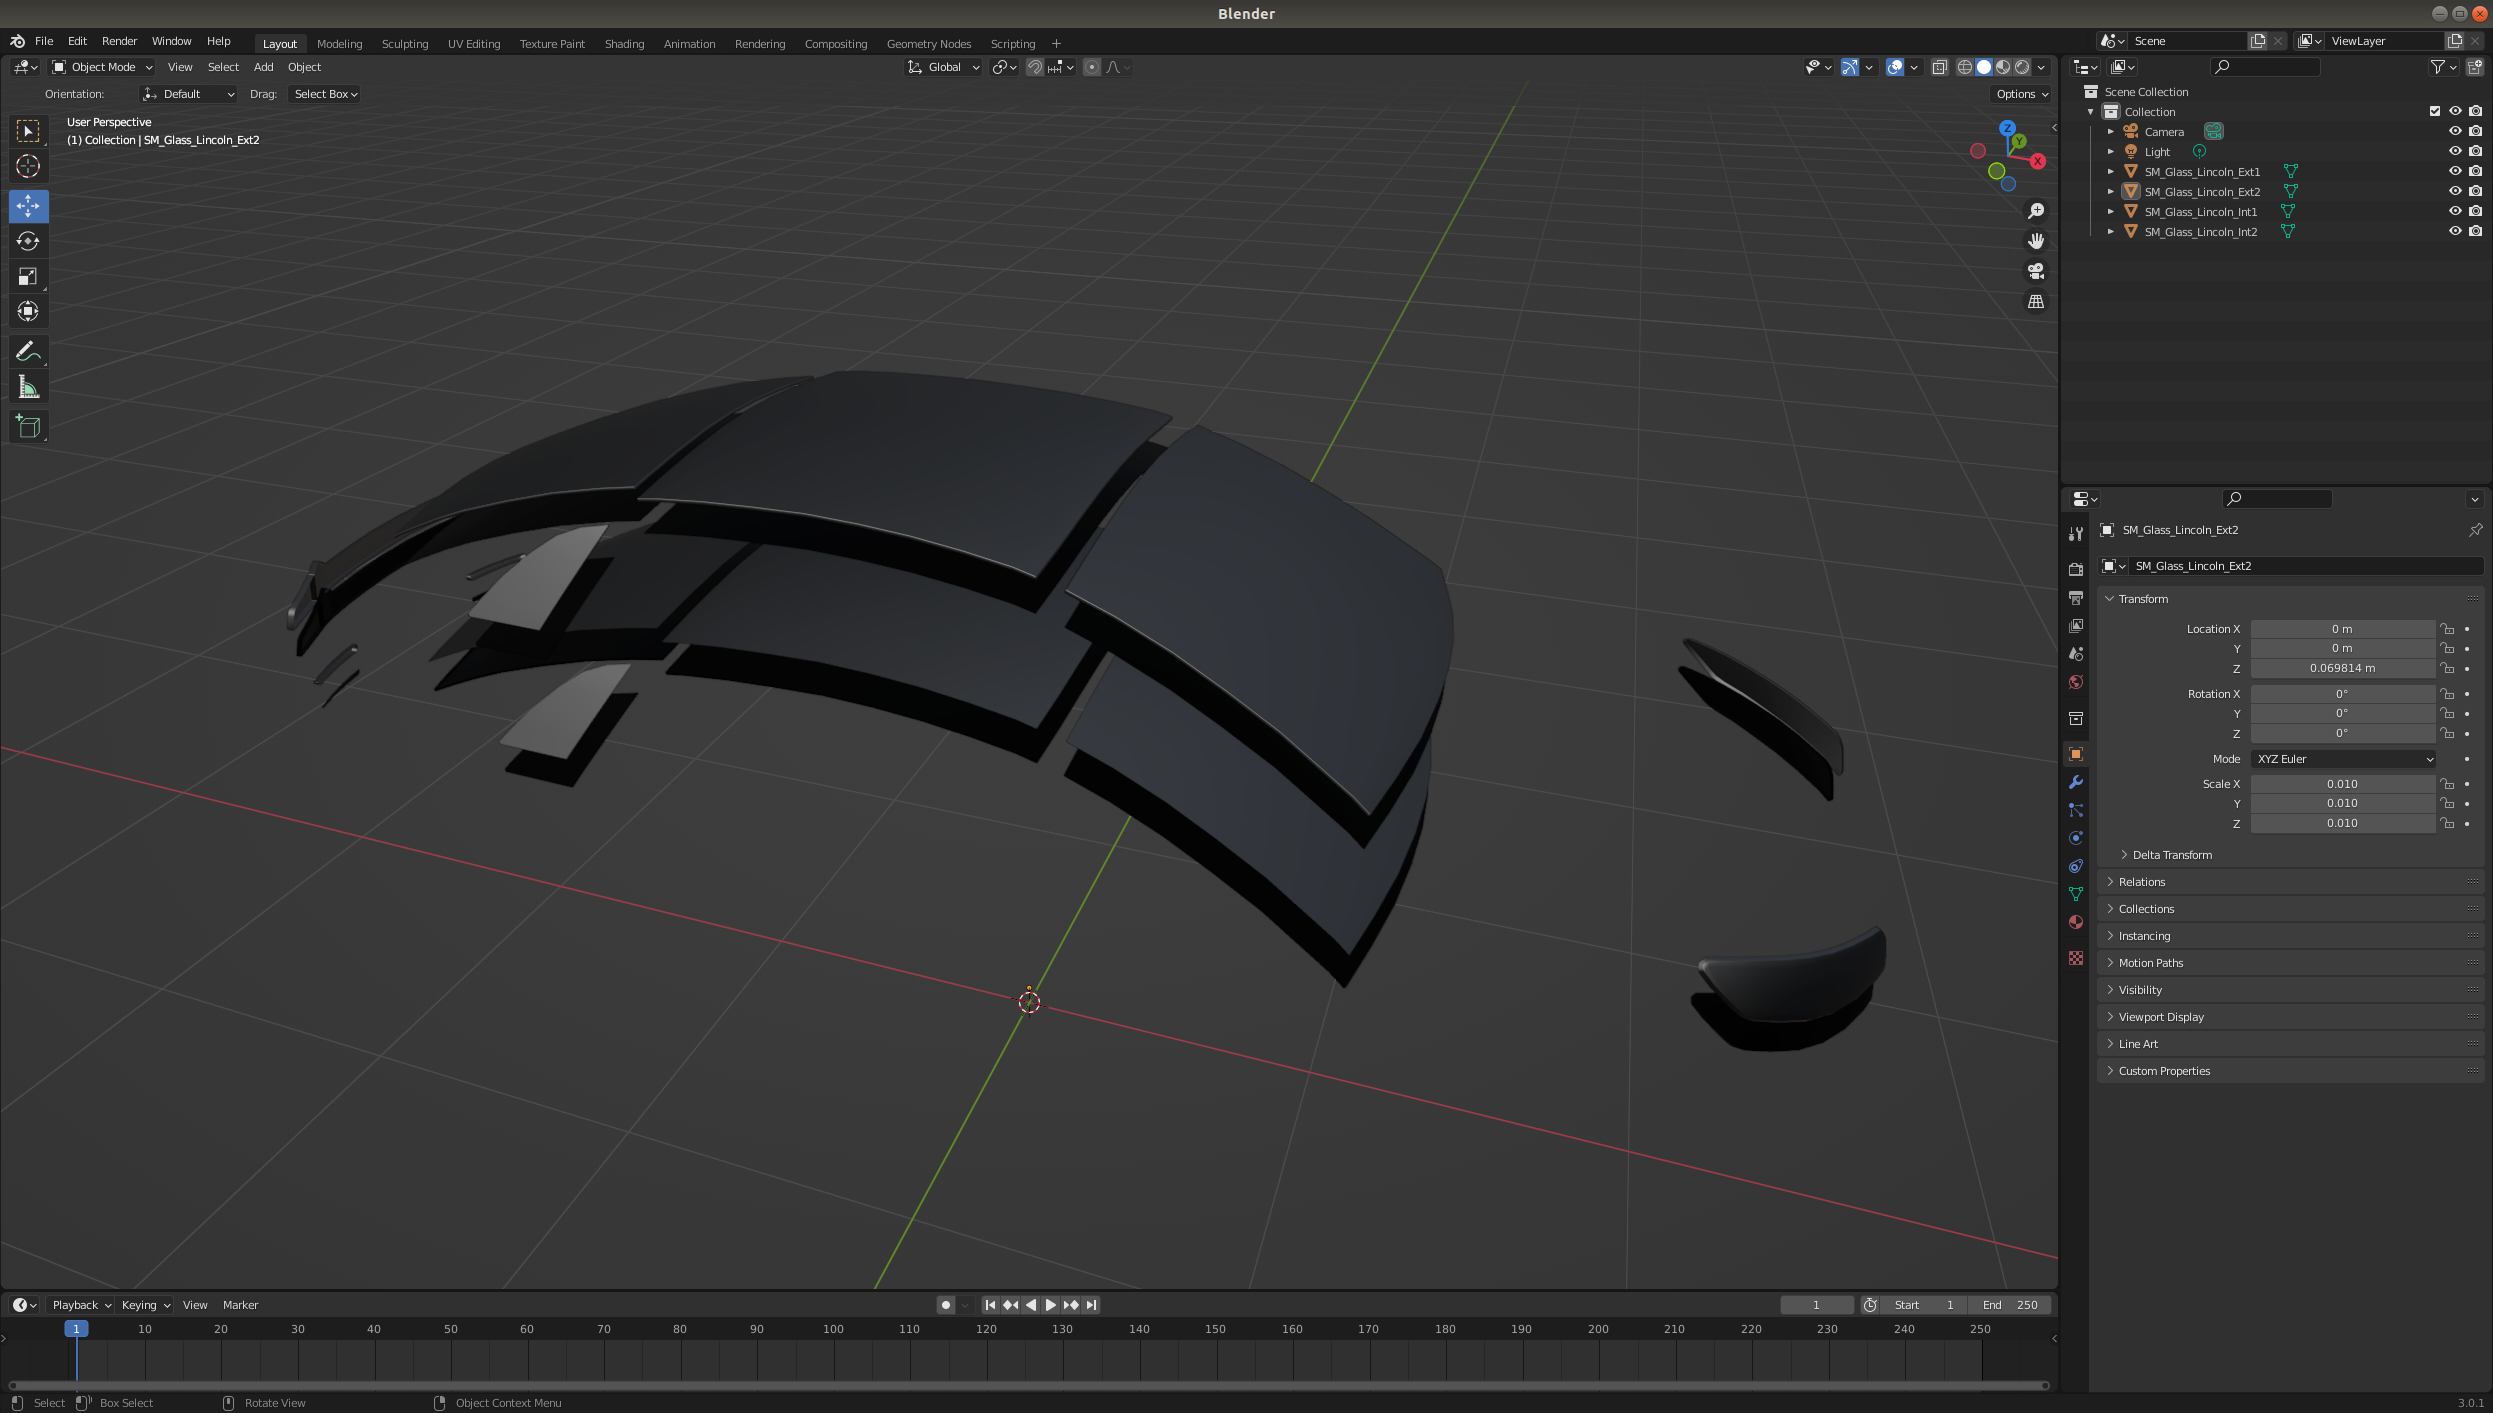 Blender
File Edit Render Window Help Layout Modeling Sculpting UV Editing Texture Paint Shading Animation Rendering Compositing Geometry Nodes Scripting + Scene ViewLayer
Object Mode View Select Add Object Global
Orientation: Default Drag: Select Box Options
User Perspective
(1) Collection | SM_Glass_Lincoln_Ext2
Z
Y
X
Scene Collection
Collection
Camera
Light
SM_Glass_Lincoln_Ext1
SM_Glass_Lincoln_Ext2
SM_Glass_Lincoln_Int1
SM_Glass_Lincoln_Int2
SM_Glass_Lincoln_Ext2
SM_Glass_Lincoln_Ext2
Transform
Location X 0 m
Y 0 m
Z 0.069814 m
Rotation X 0°
Y 0°
Z 0°
Mode XYZ Euler
Scale X 0.010
Y 0.010
Z 0.010
Delta Transform
Relations
Collections
Instancing
Motion Paths
Visibility
Viewport Display
Line Art
Custom Properties
Playback Keying View Marker 1 Start 1 End 250
1 10 20 30 40 50 60 70 80 90 100 110 120 130 140 150 160 170 180 190 200 210 220 230 240 250
Select Box Select Rotate View Object Context Menu 3.0.1